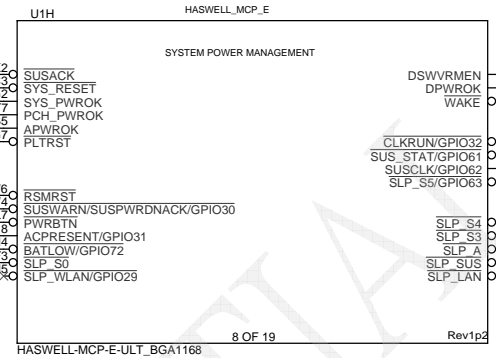 U1H
HASWELL_MCP_E
SYSTEM POWER MANAGEMENT
SUSACK
SYS_RESET
SYS_PWROK
PCH_PWROK
APWROK
PLTRST
DSWVRMEN
DPWROK
WAKE
CLKRUN/GPIO32
SUS_STAT/GPIO61
SUSCLK/GPIO62
SLP_S5/GPIO63
RSMRST
SUSWARN/SUSPWRDNACK/GPIO30
PWRBTN
ACPRESENT/GPIO31
BATLOW/GPIO72
SLP_S0
SLP_WLAN/GPIO29
SLP_S4
SLP_S3
SLP_A
SLP_SUS
SLP_LAN
8 OF 19
Rev1p2
HASWELL-MCP-E-ULT_BGA1168